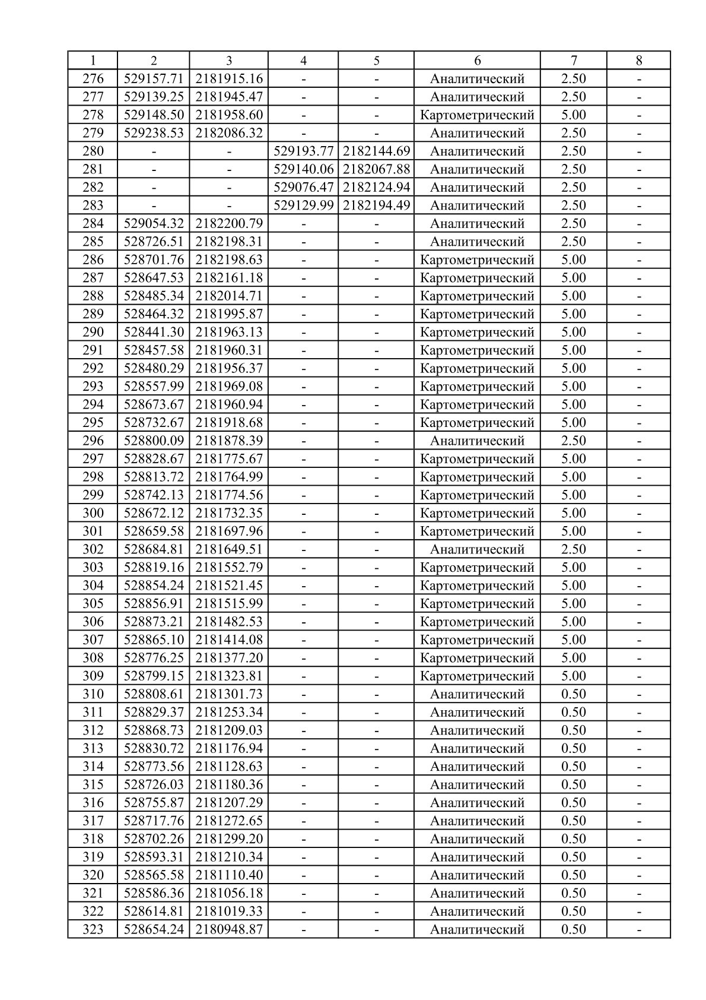 1 2 3 4 5 6 7 8
276 529157.71 2181915.16 - - Аналитический 2.50 -
277 529139.25 2181945.47 - - Аналитический 2.50 -
278 529148.50 2181958.60 - - Картометрический 5.00 -
279 529238.53 2182086.32 - - Аналитический 2.50 -
280 - - 529193.77 2182144.69 Аналитический 2.50 -
281 - - 529140.06 2182067.88 Аналитический 2.50 -
282 - - 529076.47 2182124.94 Аналитический 2.50 -
283 - - 529129.99 2182194.49 Аналитический 2.50 -
284 529054.32 2182200.79 - - Аналитический 2.50 -
285 528726.51 2182198.31 - - Аналитический 2.50 -
286 528701.76 2182198.63 - - Картометрический 5.00 -
287 528647.53 2182161.18 - - Картометрический 5.00 -
288 528485.34 2182014.71 - - Картометрический 5.00 -
289 528464.32 2181995.87 - - Картометрический 5.00 -
290 528441.30 2181963.13 - - Картометрический 5.00 -
291 528457.58 2181960.31 - - Картометрический 5.00 -
292 528480.29 2181956.37 - - Картометрический 5.00 -
293 528557.99 2181969.08 - - Картометрический 5.00 -
294 528673.67 2181960.94 - - Картометрический 5.00 -
295 528732.67 2181918.68 - - Картометрический 5.00 -
296 528800.09 2181878.39 - - Аналитический 2.50 -
297 528828.67 2181775.67 - - Картометрический 5.00 -
298 528813.72 2181764.99 - - Картометрический 5.00 -
299 528742.13 2181774.56 - - Картометрический 5.00 -
300 528672.12 2181732.35 - - Картометрический 5.00 -
301 528659.58 2181697.96 - - Картометрический 5.00 -
302 528684.81 2181649.51 - - Аналитический 2.50 -
303 528819.16 2181552.79 - - Картометрический 5.00 -
304 528854.24 2181521.45 - - Картометрический 5.00 -
305 528856.91 2181515.99 - - Картометрический 5.00 -
306 528873.21 2181482.53 - - Картометрический 5.00 -
307 528865.10 2181414.08 - - Картометрический 5.00 -
308 528776.25 2181377.20 - - Картометрический 5.00 -
309 528799.15 2181323.81 - - Картометрический 5.00 -
310 528808.61 2181301.73 - - Аналитический 0.50 -
311 528829.37 2181253.34 - - Аналитический 0.50 -
312 528868.73 2181209.03 - - Аналитический 0.50 -
313 528830.72 2181176.94 - - Аналитический 0.50 -
314 528773.56 2181128.63 - - Аналитический 0.50 -
315 528726.03 2181180.36 - - Аналитический 0.50 -
316 528755.87 2181207.29 - - Аналитический 0.50 -
317 528717.76 2181272.65 - - Аналитический 0.50 -
318 528702.26 2181299.20 - - Аналитический 0.50 -
319 528593.31 2181210.34 - - Аналитический 0.50 -
320 528565.58 2181110.40 - - Аналитический 0.50 -
321 528586.36 2181056.18 - - Аналитический 0.50 -
322 528614.81 2181019.33 - - Аналитический 0.50 -
323 528654.24 2180948.87 - - Аналитический 0.50 -